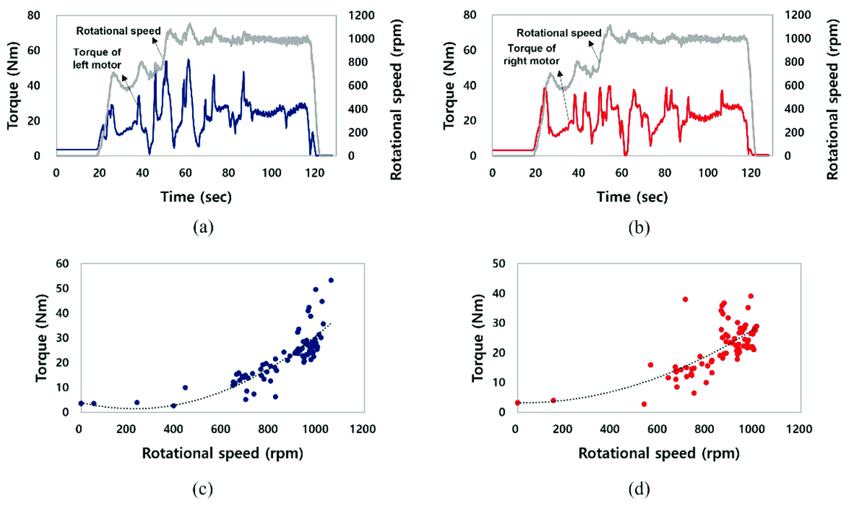 80
60
40
20
0
Torque (Nm)
Rotational speed
Torque of
left motor
1200
1000
800
600
400
200
0
Rotational speed (rpm)
0 20 40 60 80 100 120
Time (sec)
(a)
80
60
40
20
0
Torque (Nm)
Rotational speed
Torque of
right motor
1200
1000
800
600
400
200
0
Rotational speed (rpm)
0 20 40 60 80 100 120
Time (sec)
(b)
60
50
40
30
20
10
0
Torque (Nm)
0 200 400 600 800 1000 1200
Rotational speed (rpm)
(c)
50
40
30
20
10
0
Torque (Nm)
0 200 400 600 800 1000 1200
Rotational speed (rpm)
(d)